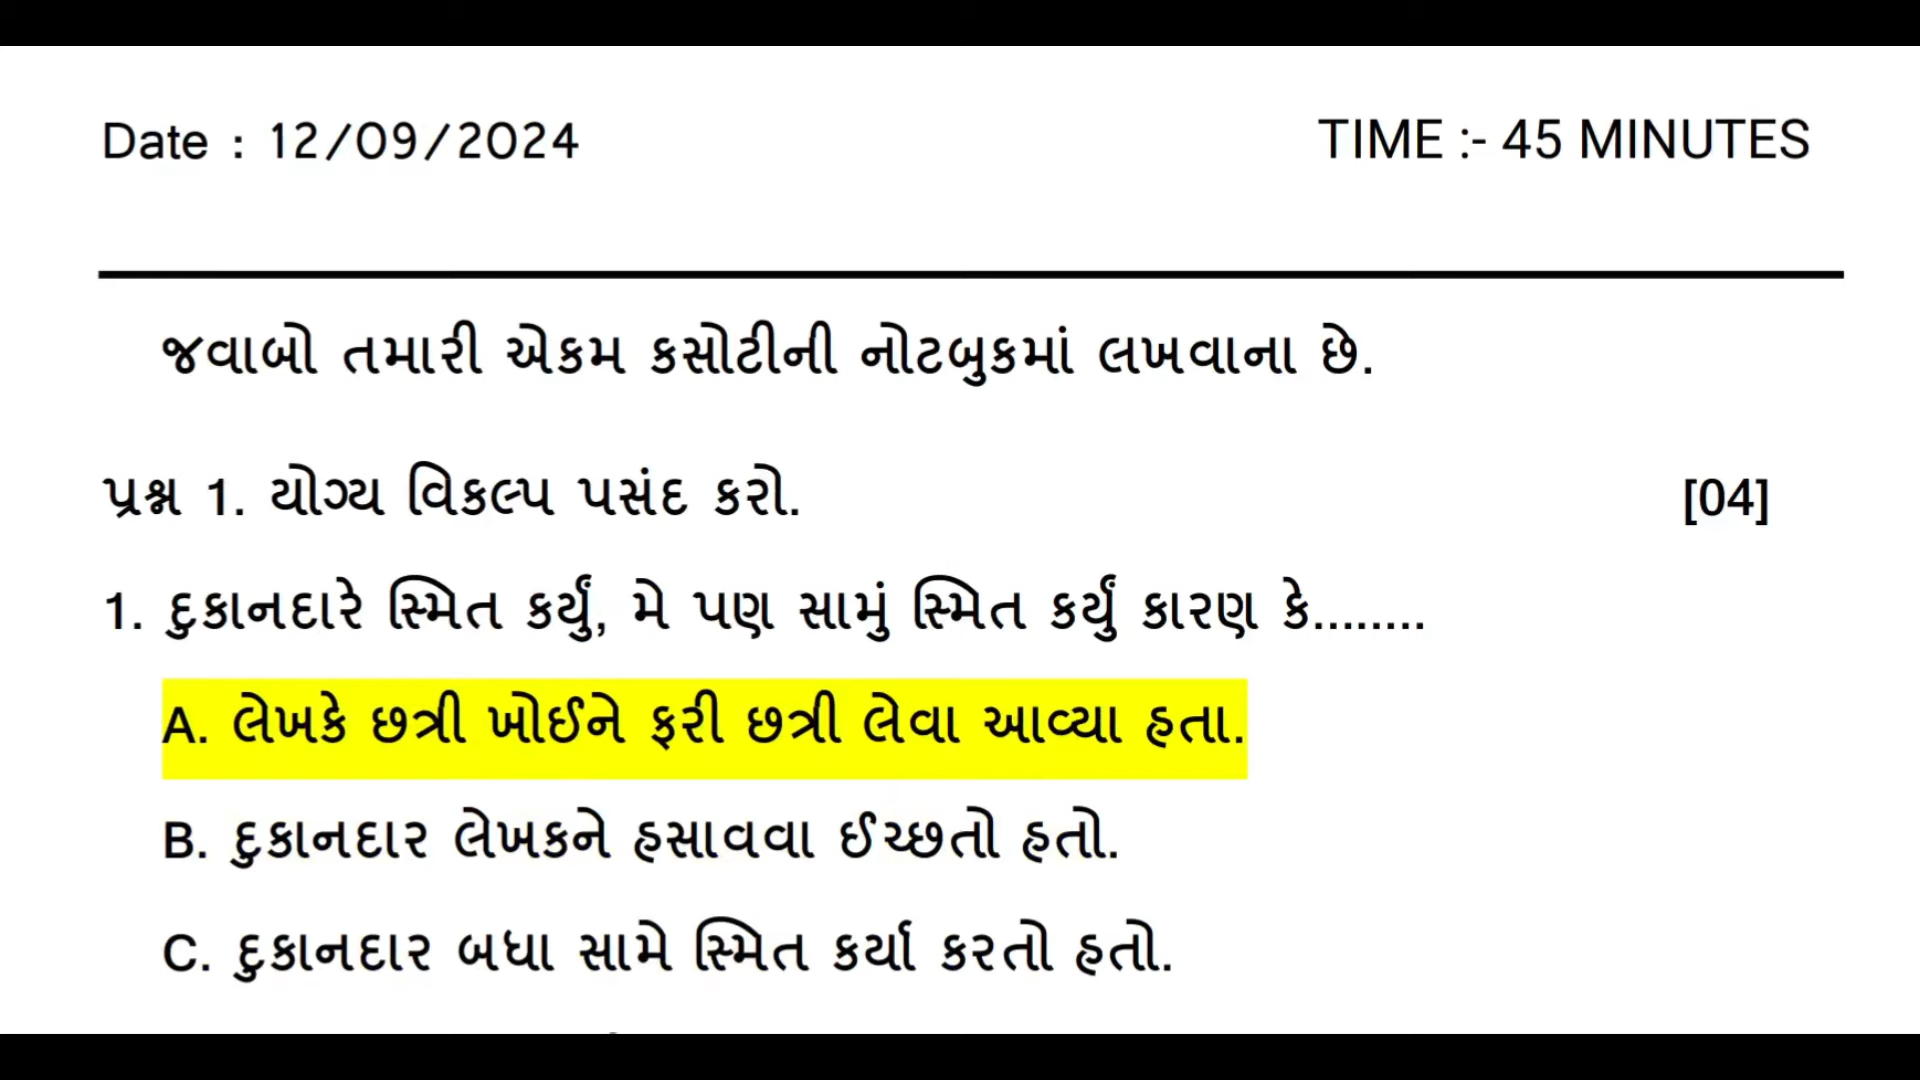 Date : 12/09/2024
TIME :- 45 MINUTES
જવાબો તમારી એકમ કસોટીની નોટબુકમાં લખવાના છે.
પ્રશ્ન 1. યોગ્ય વિકલ્પ પસંદ કરો. [04]
1. દુકાનદારે સ્મિત કર્યું, મે પણ સામું સ્મિત કર્યું કારણ કે........
A. લેખકે છત્રી ખોઈને ફરી છત્રી લેવા આવ્યા હતા.
B. દુકાનદાર લેખકને હસાવવા ઈચ્છતો હતો.
C. દુકાનદાર બધા સામે સ્મિત કર્યા કરતો હતો.